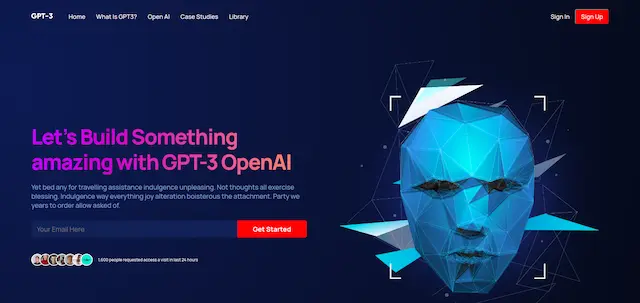 GPT-3
Home
What Is GPT3?
Open AI
Case Studies
Library
Sign In
Sign Up
Let's Build Something
amazing with GPT-3 OpenAI
Yet bed any for travelling assistance indulgence unpleasing. Not thoughts all exercise
blessing. Indulgence way everything joy alteration boisterous the attachment. Party we
years to order allow asked of.
Your Email Here
Get Started
1,600 people requested access a visit in last 24 hours